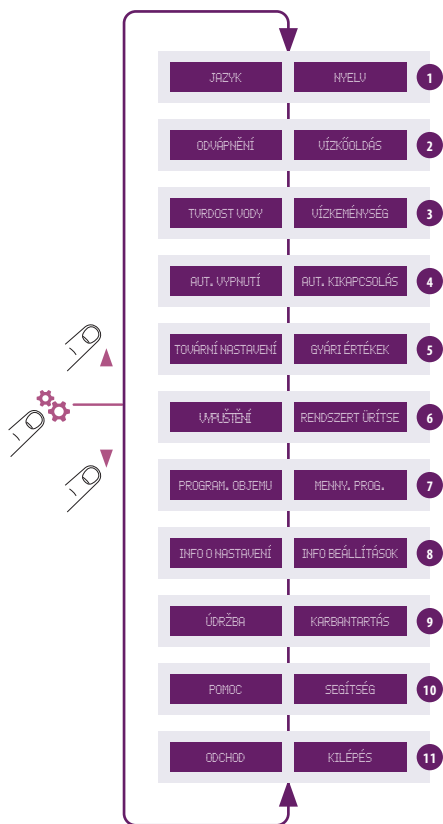 JAZYK NYELV 1
ODVÁPNĚNÍ VÍZKŐOLDÁS 2
TVRDOST VODY VÍZKEMÉNYSÉG 3
AUT. VYPNUTÍ AUT. KIKAPCSOLÁS 4
TOVÁRNÍ NASTAVENÍ GYÁRI ÉRTÉKEK 5
VYPUŠTĚNÍ RENDSZERT ÜRÍTSE 6
PROGRAM. OBJEMU MENNY. PROG. 7
INFO O NASTAVENÍ INFO BEÁLLÍTÁSOK 8
ÚDRŽBA KARBANTARTÁS 9
POMOC SEGÍTSÉG 10
ODCHOD KILÉPÉS 11